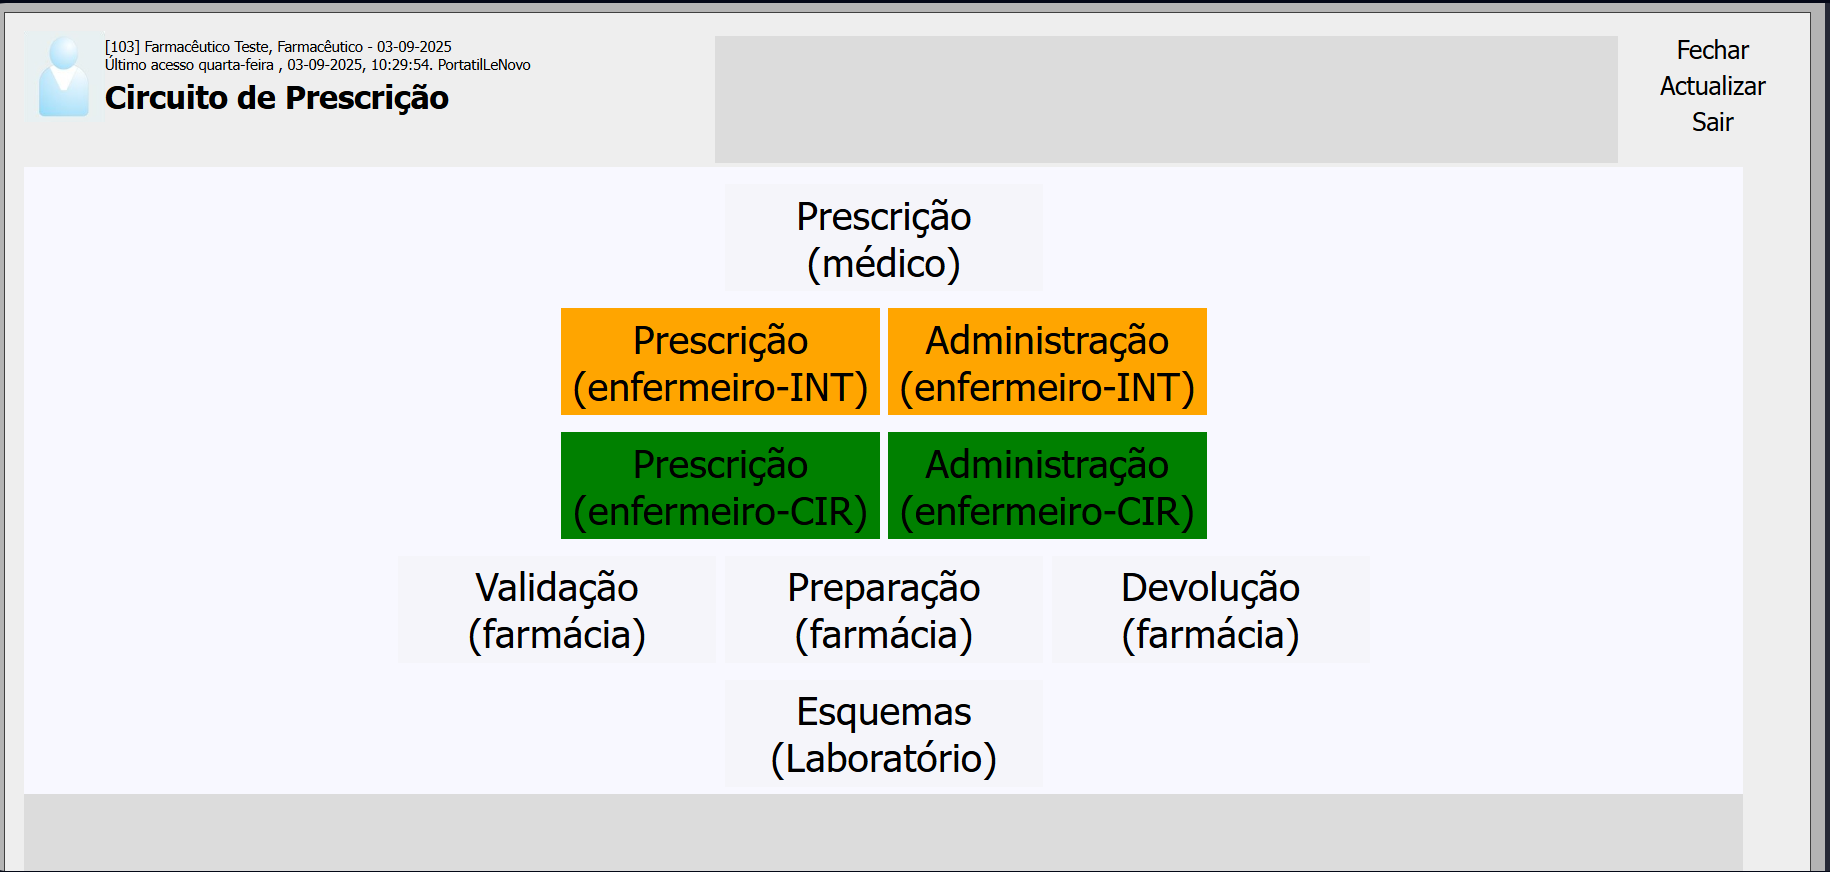 [103] Farmacêutico Teste, Farmacêutico - 03-09-2025
Último acesso quarta-feira , 03-09-2025, 10:29:54. PortatilLeNovo
Circuito de Prescrição
Fechar
Actualizar
Sair
Prescrição
(médico)
Prescrição
(enfermeiro-INT)
Administração
(enfermeiro-INT)
Prescrição
(enfermeiro-CIR)
Administração
(enfermeiro-CIR)
Validação
(farmácia)
Preparação
(farmácia)
Devolução
(farmácia)
Esquemas
(Laboratório)